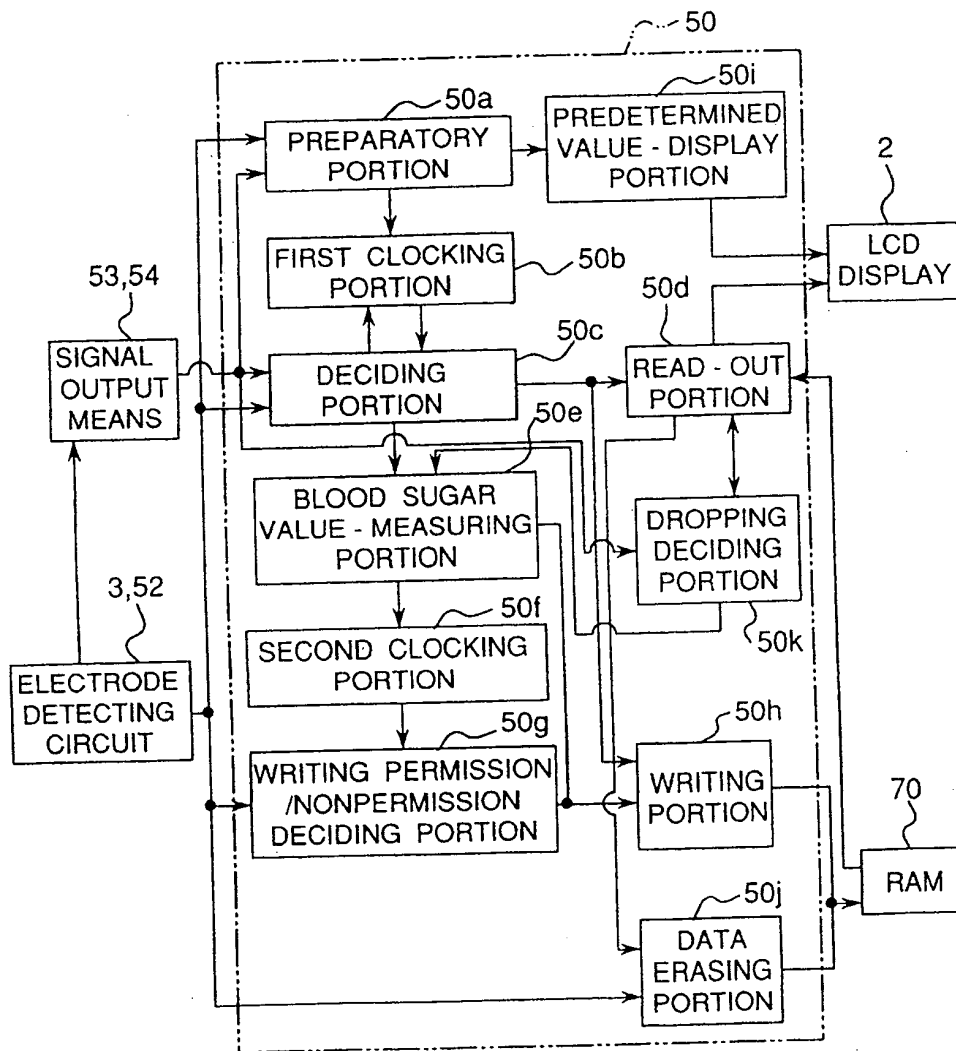 50
50a
PREPARATORY
PORTION
50i
PREDETERMINED
VALUE - DISPLAY
PORTION
2
LCD
DISPLAY
FIRST CLOCKING
PORTION
50b
53,54
SIGNAL
OUTPUT
MEANS
50c
DECIDING
PORTION
50d
READ - OUT
PORTION
50e
BLOOD SUGAR
VALUE - MEASURING
PORTION
DROPPING
DECIDING
PORTION
50k
3,52
ELECTRODE
DETECTING
CIRCUIT
50f
SECOND CLOCKING
PORTION
50g
WRITING PERMISSION
/NONPERMISSION
DECIDING PORTION
50h
WRITING
PORTION
70
RAM
50j
DATA
ERASING
PORTION